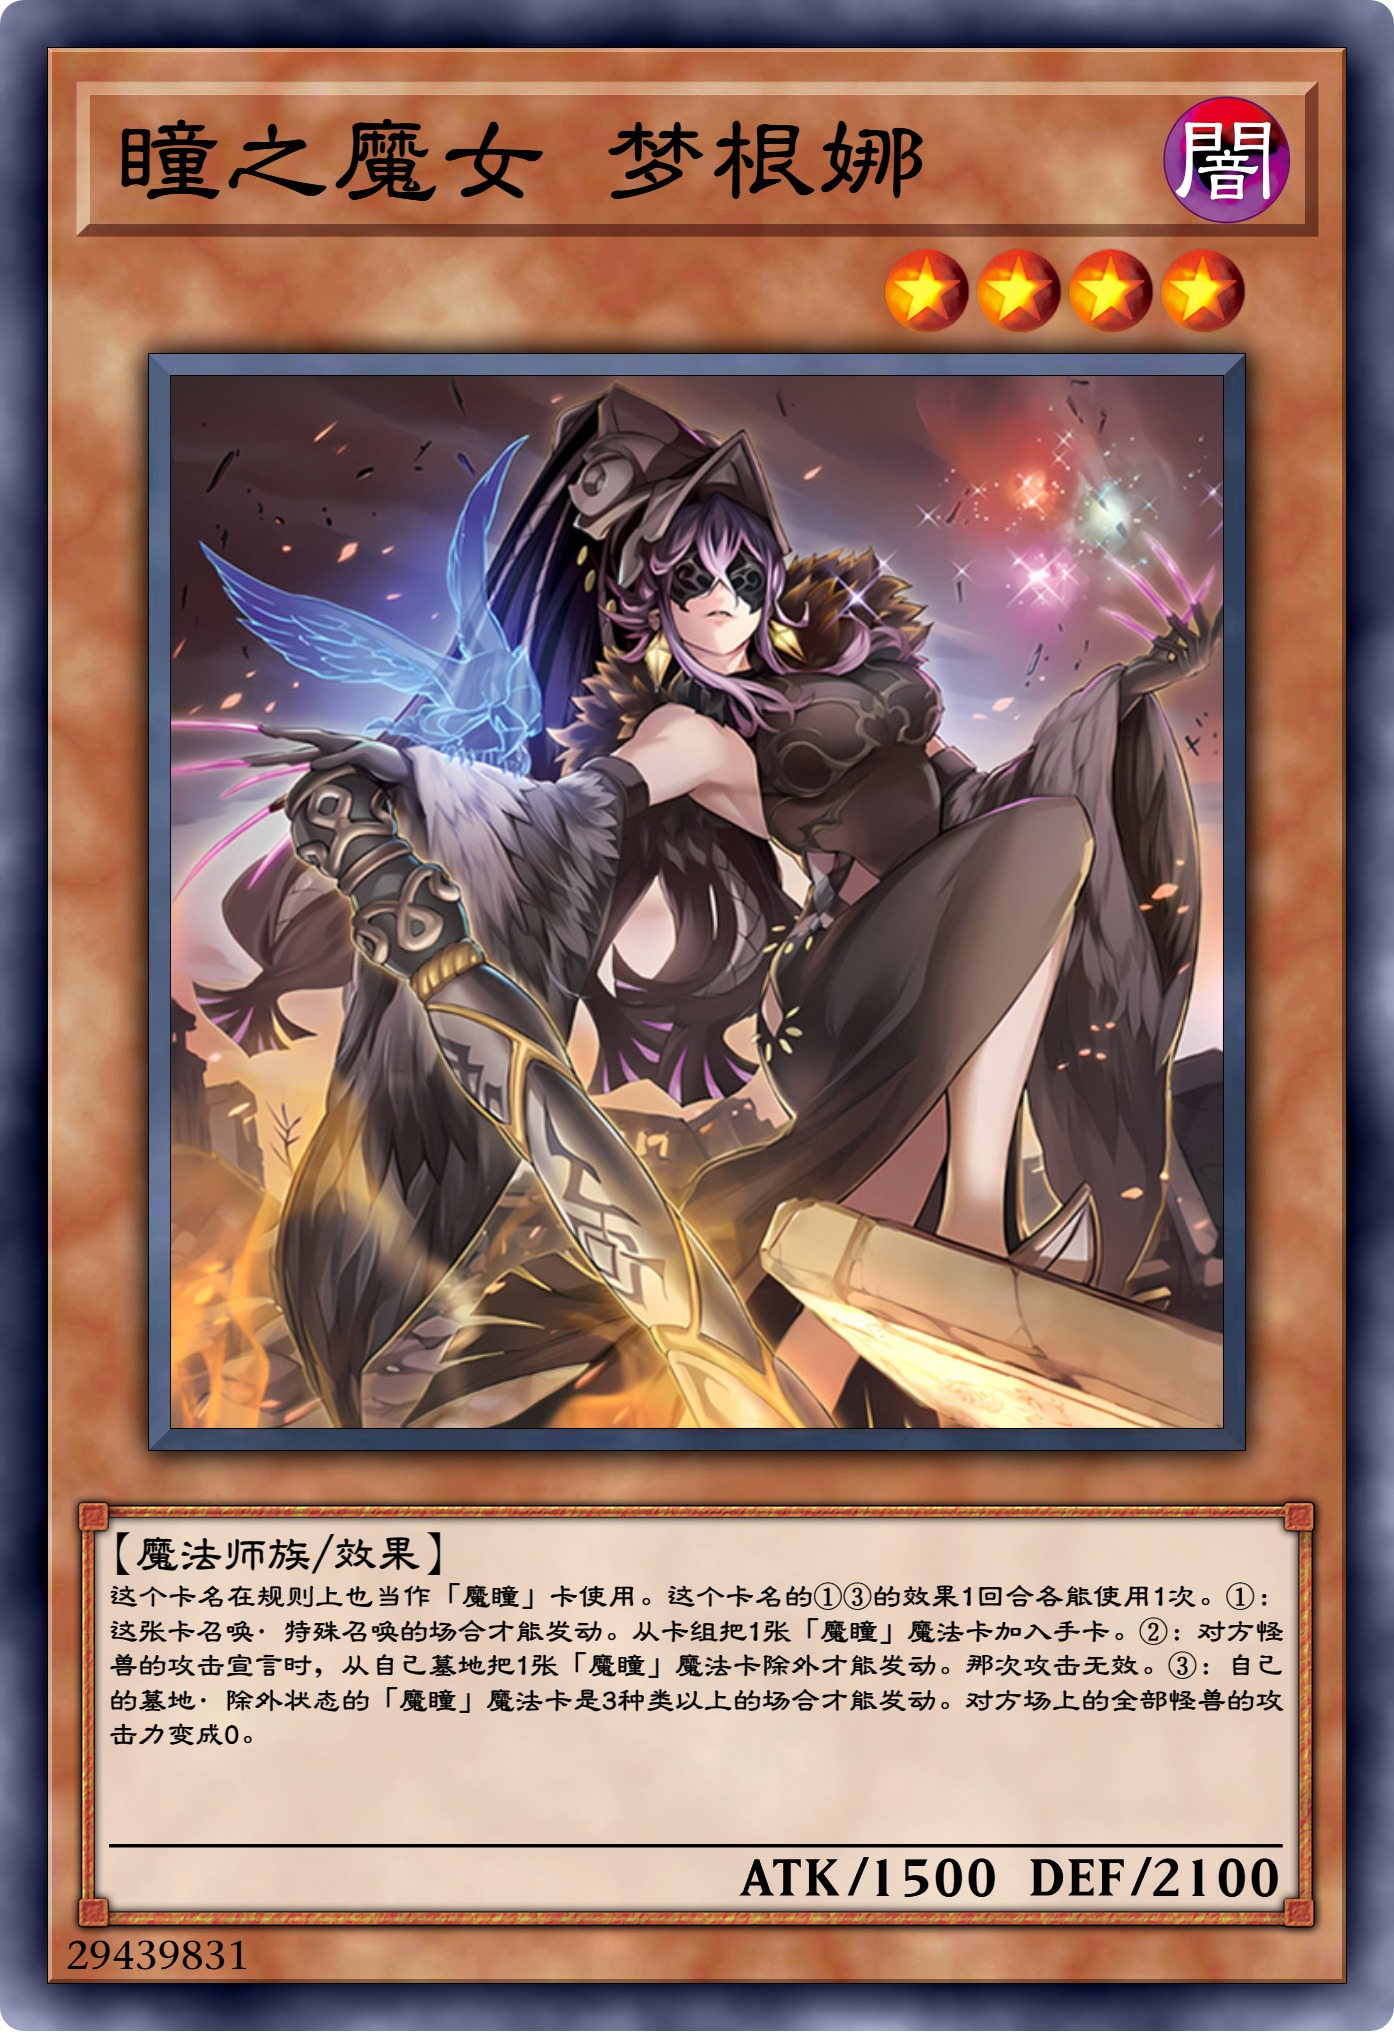 瞳之魔女 梦根娜
闇
【魔法师族/效果】
这个卡名在规则上也当作「魔瞳」卡使用。这个卡名的①③的效果1回合各能使用1次。①：
这张卡召唤·特殊召唤的场合才能发动。从卡组把1张「魔瞳」魔法卡加入手卡。②：对方怪
兽的攻击宣言时，从自己墓地把1张「魔瞳」魔法卡除外才能发动。那次攻击无效。③：自己
的墓地·除外状态的「魔瞳」魔法卡是3种类以上的场合才能发动。对方场上的全部怪兽的攻
击力变成0。
ATK/1500 DEF/2100
29439831